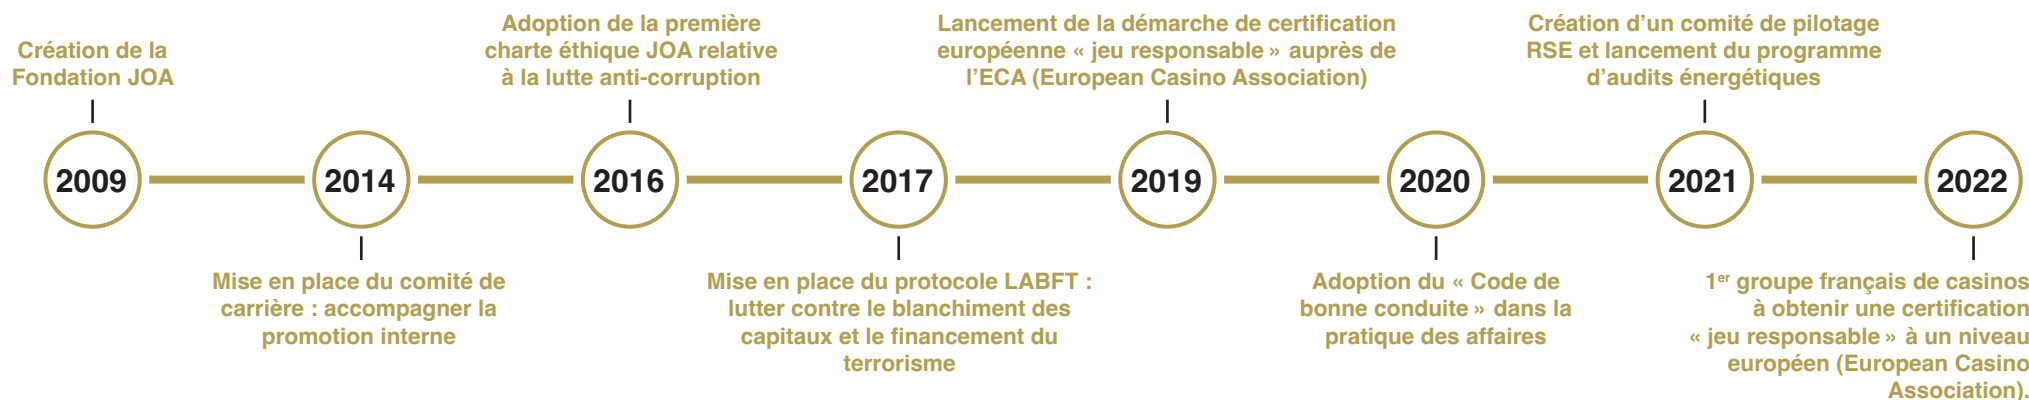 Création de la
Fondation JOA
Adoption de la première
charte éthique JOA relative
à la lutte anti-corruption
Lancement de la démarche de certification
européenne « jeu responsable » auprès de
l’ECA (European Casino Association)
Création d’un comité de pilotage
RSE et lancement du programme
d’audits énergétiques
2009
2014
2016
2017
2019
2020
2021
2022
Mise en place du comité de
carrière : accompagner la
promotion interne
Mise en place du protocole LABFT :
lutter contre le blanchiment des
capitaux et le financement du
terrorisme
Adoption du « Code de
bonne conduite » dans la
pratique des affaires
1er groupe français de casinos
à obtenir une certification
« jeu responsable » à un niveau
européen (European Casino
Association).